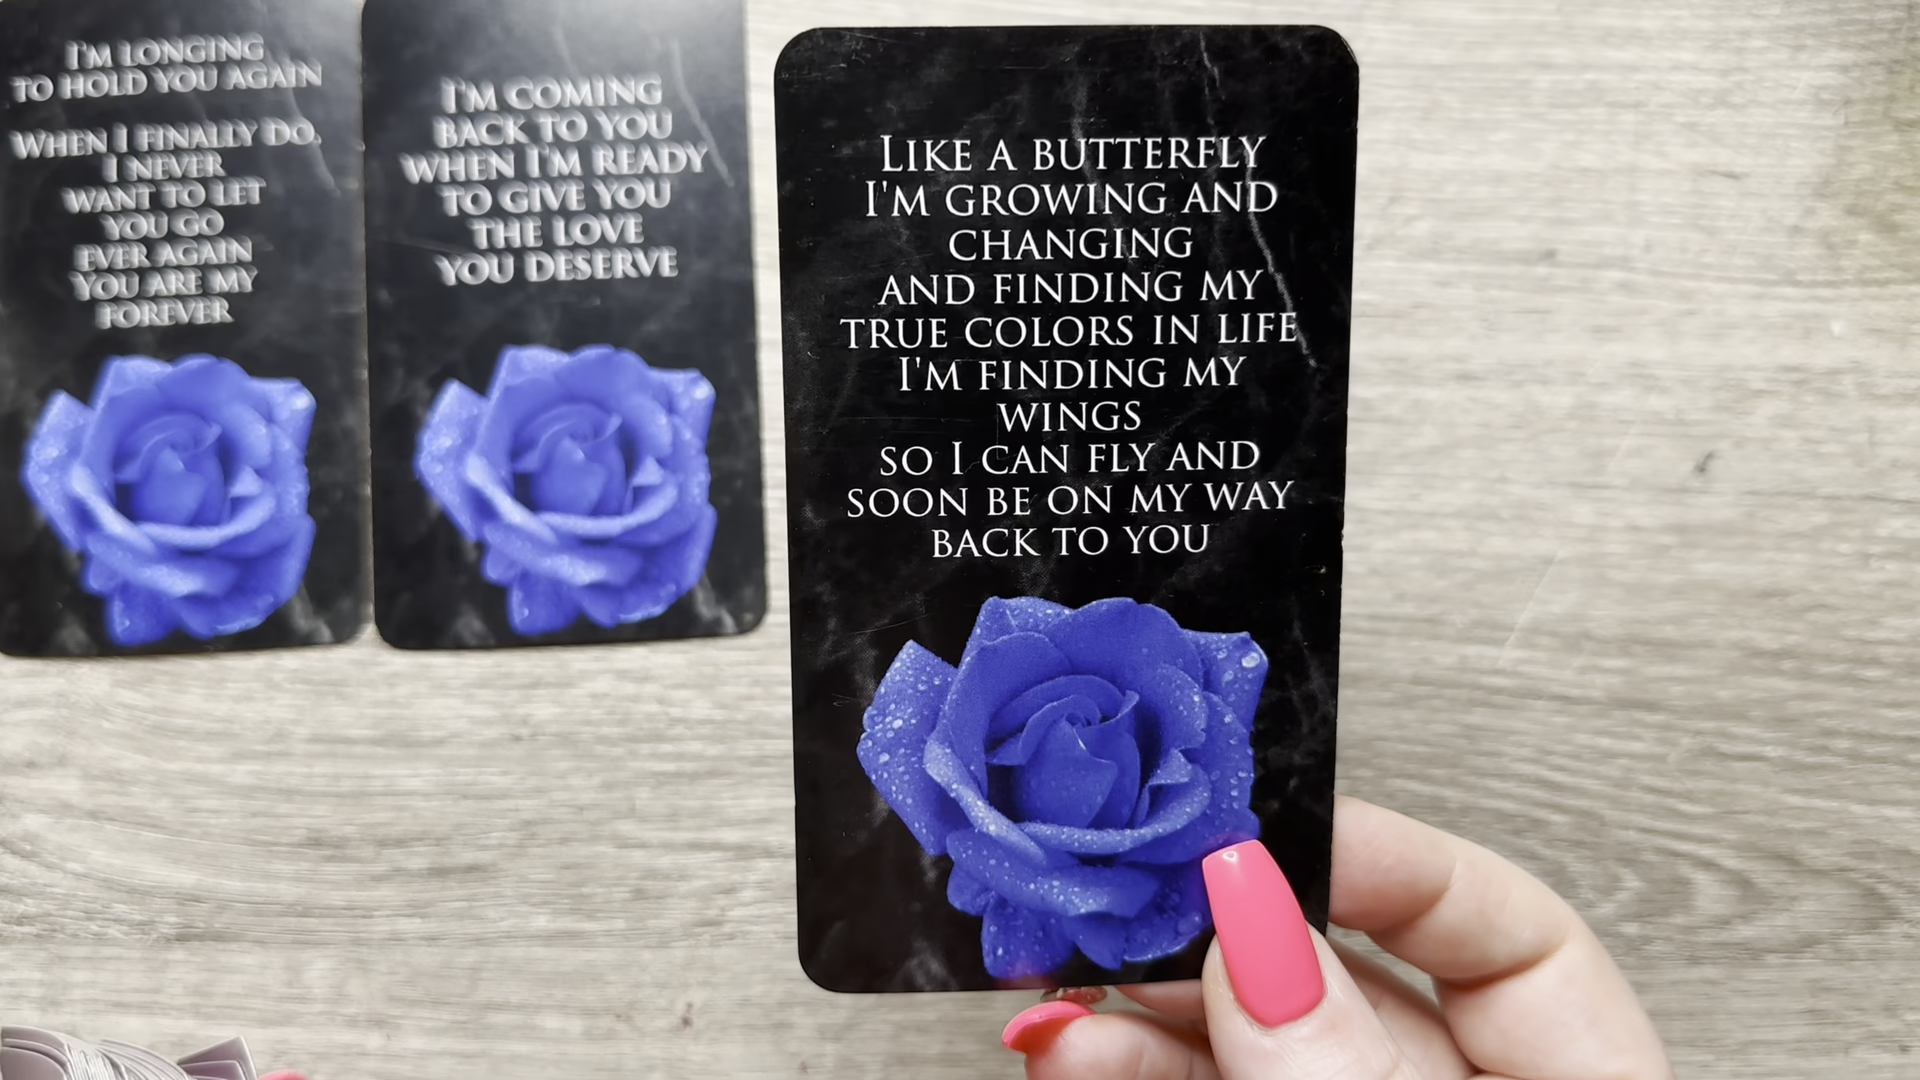 I'M LONGING
TO HOLD YOU AGAIN
WHEN I FINALLY DO,
I NEVER
WANT TO LET
YOU GO
EVER AGAIN
YOU ARE MY
FOREVER
I'M COMING
BACK TO YOU
WHEN I'M READY
TO GIVE YOU
THE LOVE
YOU DESERVE
LIKE A BUTTERFLY
I'M GROWING AND
CHANGING
AND FINDING MY
TRUE COLORS IN LIFE
I'M FINDING MY
WINGS
SO I CAN FLY AND
SOON BE ON MY WAY
BACK TO YOU